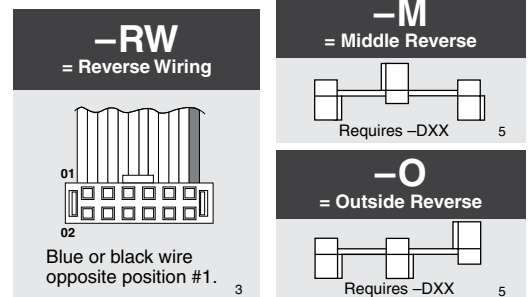 –RW
= Reverse Wiring
01
02
Blue or black wire
opposite position #1.
3
–M
= Middle Reverse
Requires –DXX
5
–O
= Outside Reverse
Requires –DXX
5